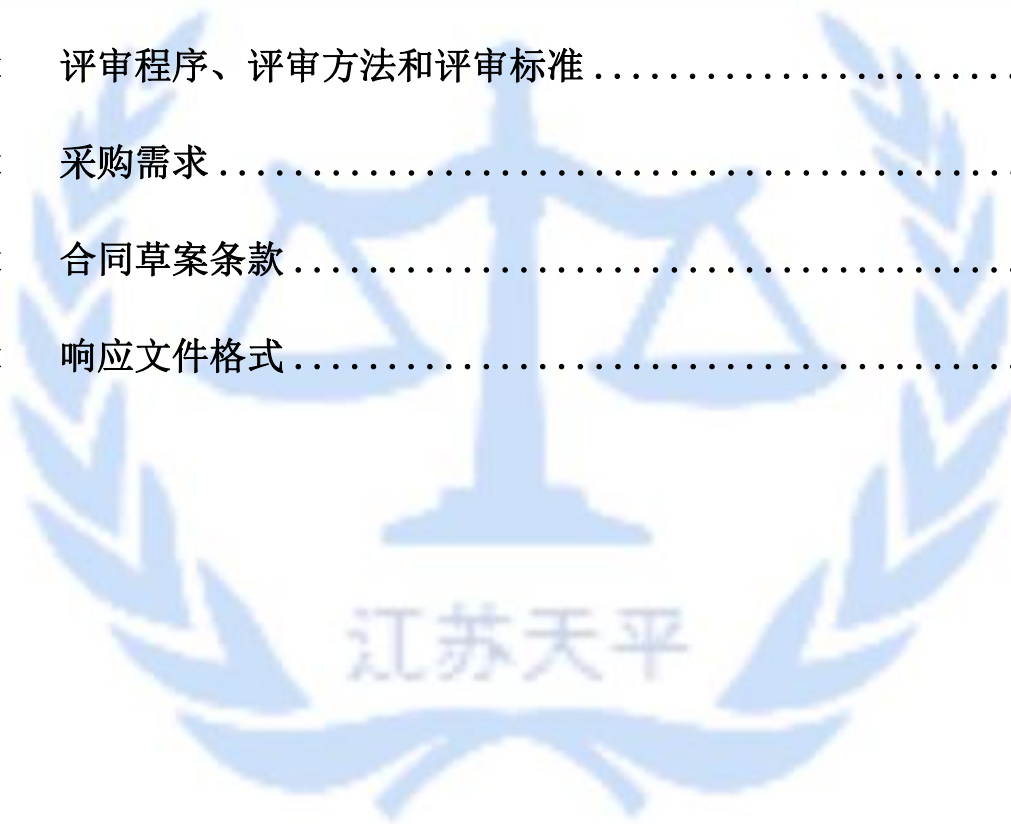 评审程序、评审方法和评审标准........................
采购需求...........................................
合同草案条款.......................................
响应文件格式.......................................
江苏天平